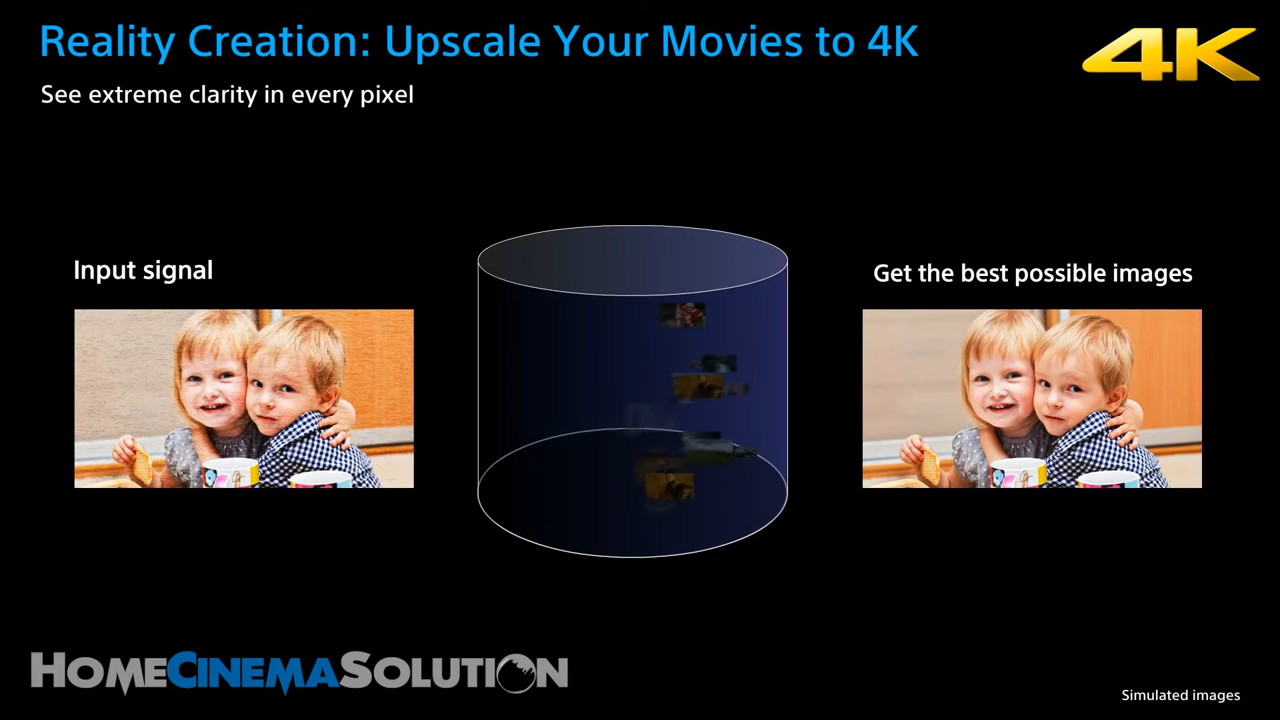 Reality Creation: Upscale Your Movies to 4K
4K
See extreme clarity in every pixel
Input signal
Get the best possible images
HOMECINEMASOLUTION
Simulated images